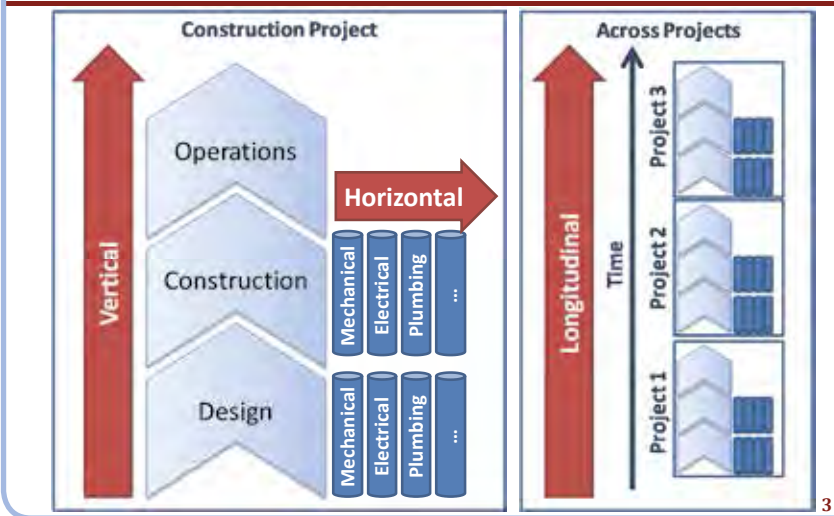 Construction Project
Vertical
Operations
Construction
Design
Horizontal
Mechanical
Electrical
Plumbing
...
Mechanical
Electrical
Plumbing
...
Across Projects
Longitudinal
Time
Project 3
Project 2
Project 1
3